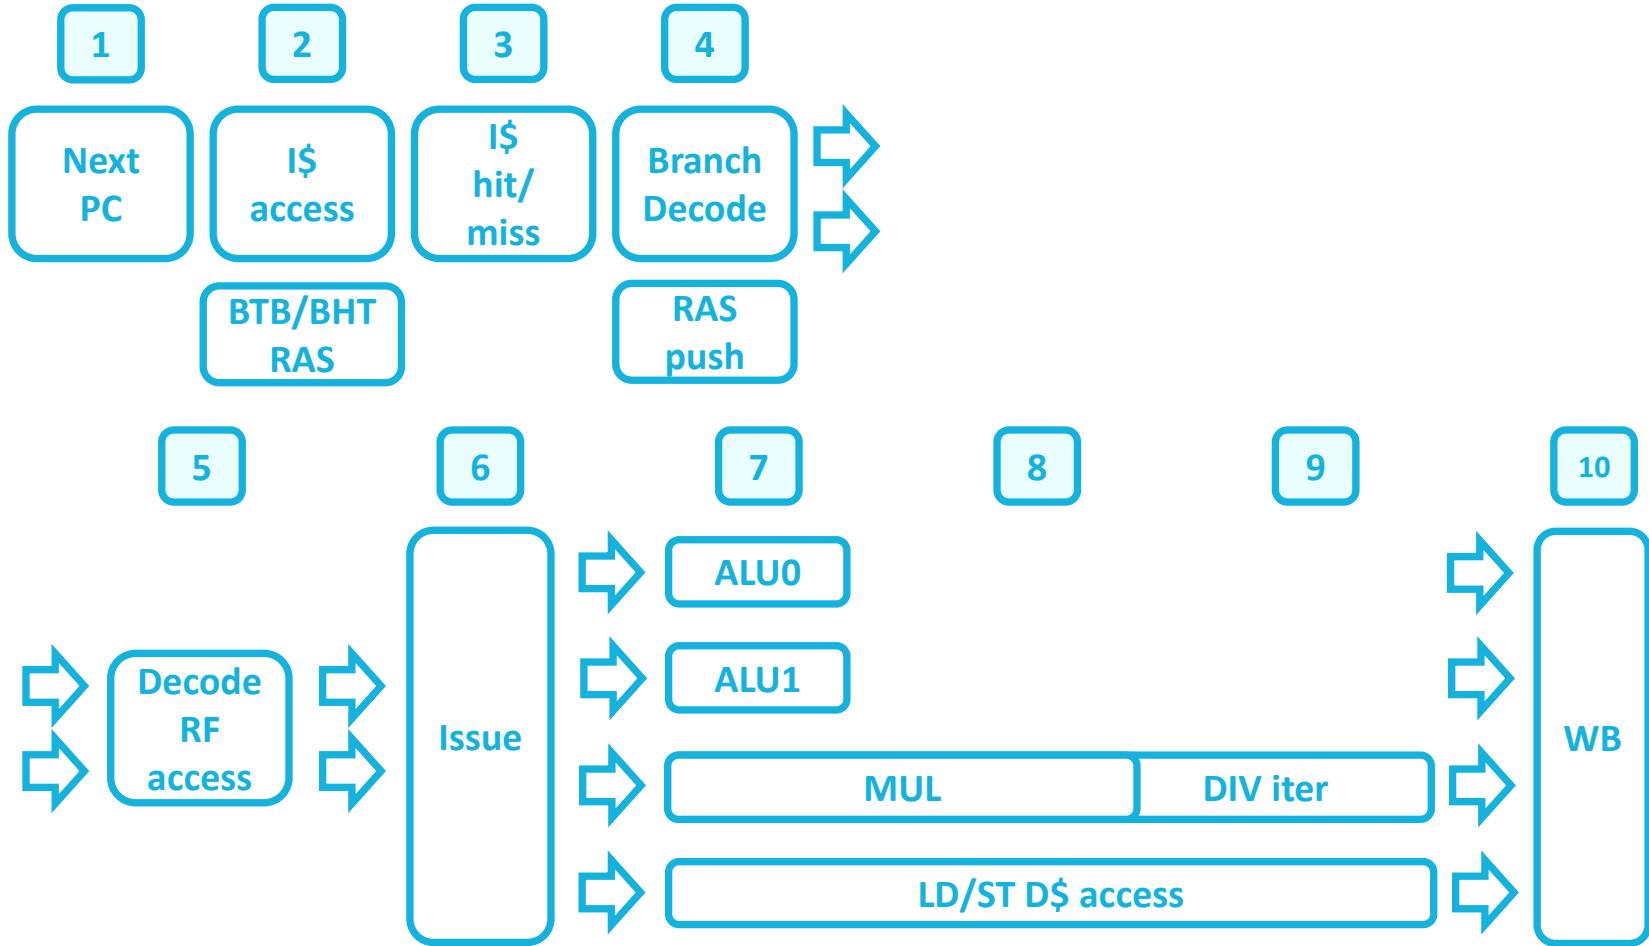 1
2
3
4
Next
PC
I$
access
I$
hit/
miss
Branch
Decode
BTB/BHT
RAS
RAS
push
5
6
7
8
9
10
Decode
RF
access
Issue
ALU0
ALU1
MUL
DIV iter
LD/ST D$ access
WB